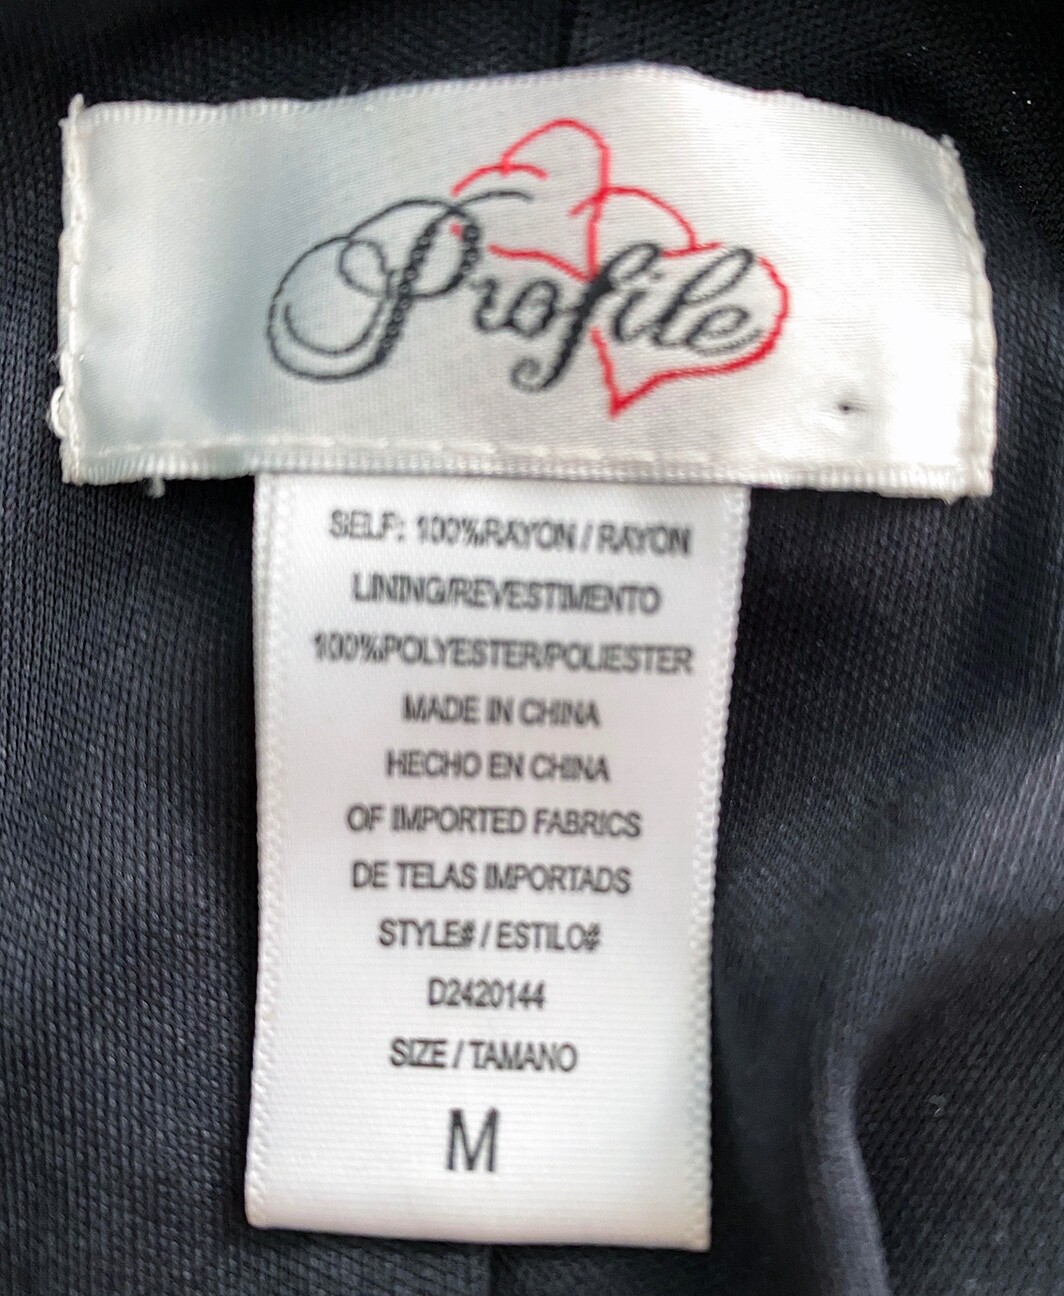 Profile
SELF: 100%RAYON / RAYON
LINING/REVESTIMENTO
100%POLYESTER/POLIESTER
MADE IN CHINA
HECHO EN CHINA
OF IMPORTED FABRICS
DE TELAS IMPORTADS
STYLE# / ESTILO#
D2420144
SIZE / TAMANO
M